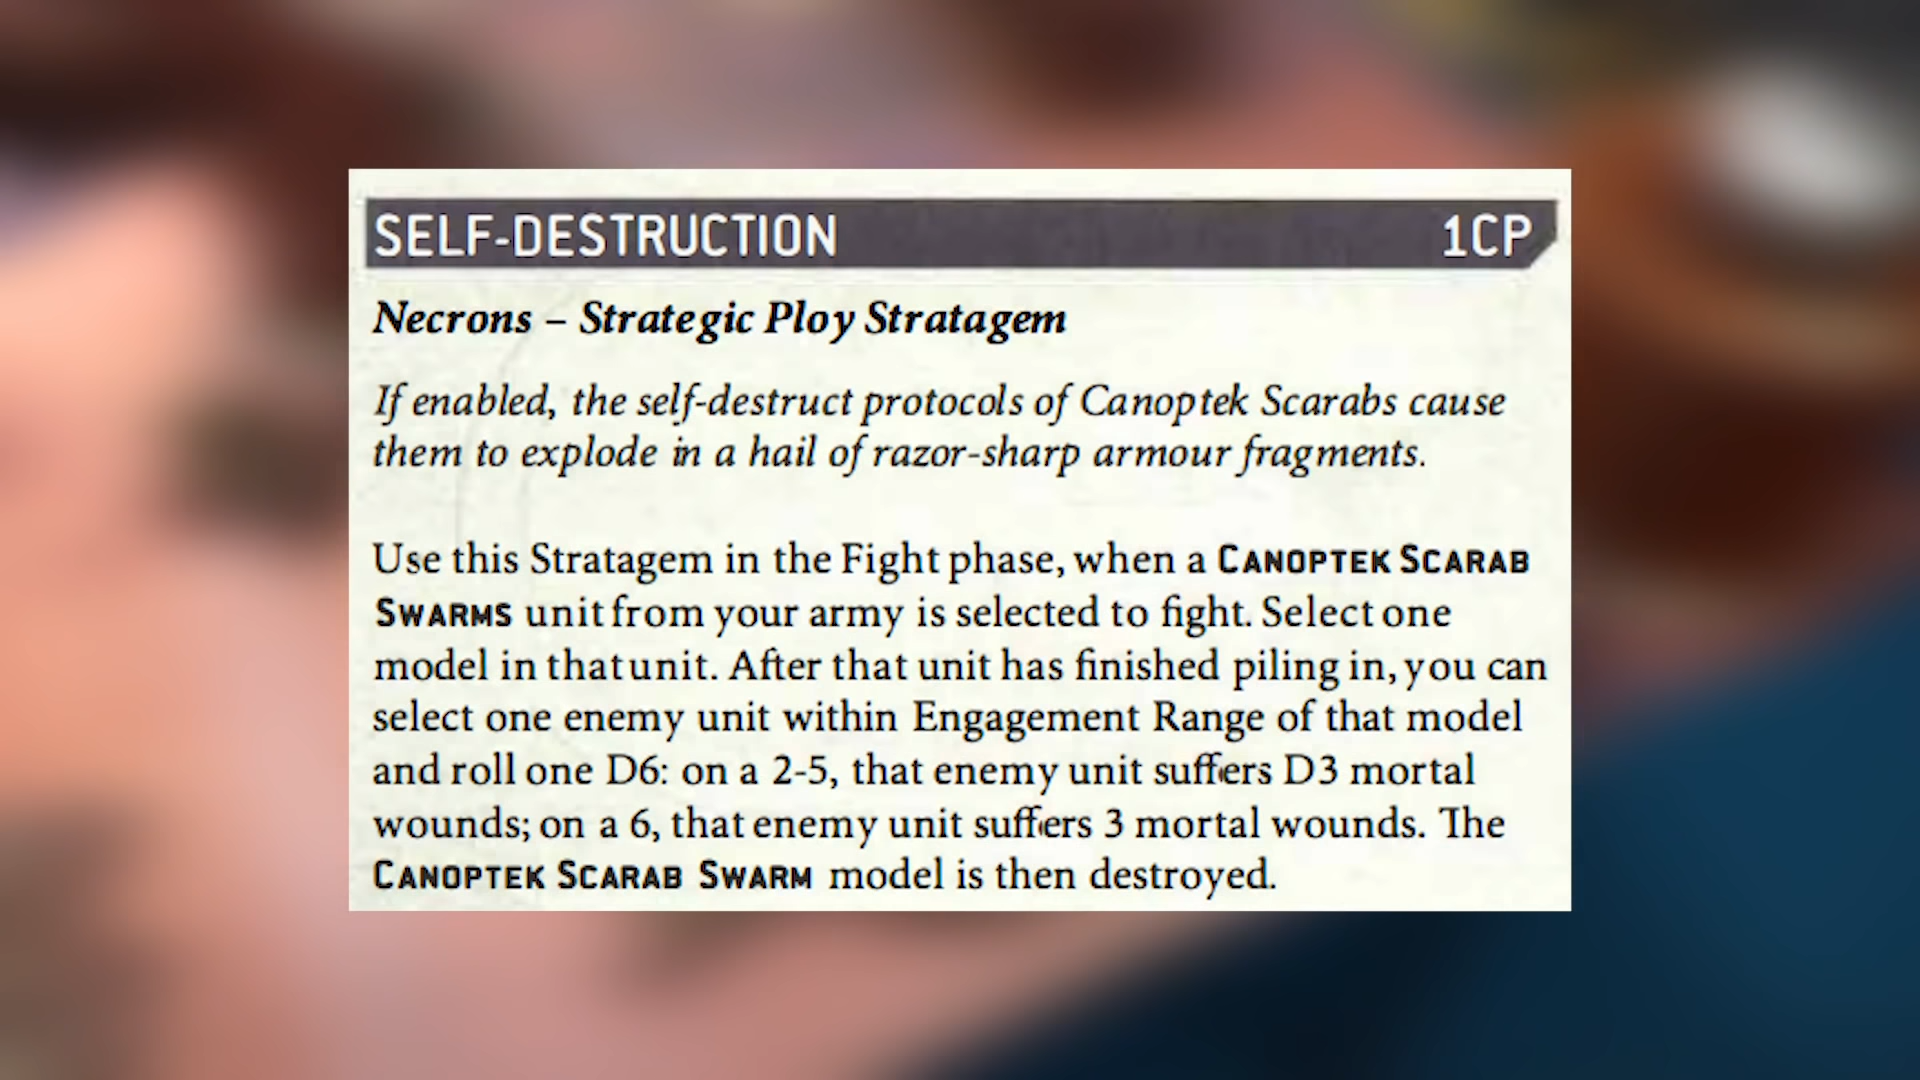 SELF-DESTRUCTION 1CP
Necrons – Strategic Ploy Stratagem
If enabled, the self-destruct protocols of Canoptek Scarabs cause
them to explode in a hail of razor-sharp armour fragments.
Use this Stratagem in the Fight phase, when a CANOPTEK SCARAB
SWARMS unit from your army is selected to fight. Select one
model in that unit. After that unit has finished piling in, you can
select one enemy unit within Engagement Range of that model
and roll one D6: on a 2-5, that enemy unit suffers D3 mortal
wounds; on a 6, that enemy unit suffers 3 mortal wounds. The
CANOPTEK SCARAB SWARM model is then destroyed.